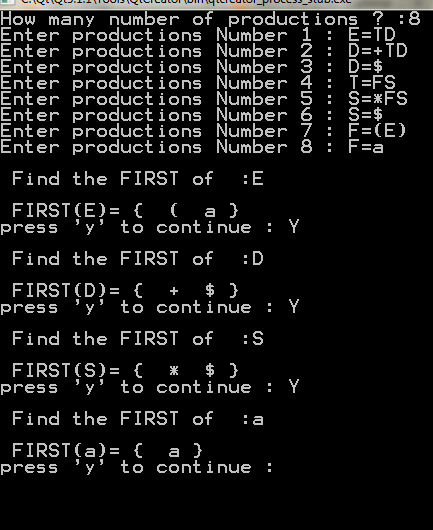 C:\Qt\Qt5.1.1\Tools\QtCreator\bin\qtcreator_process_stub.exe
How many number of productions ? :8
Enter productions Number 1 : E=TD
Enter productions Number 2 : D=+TD
Enter productions Number 3 : D=$
Enter productions Number 4 : T=FS
Enter productions Number 5 : S=*FS
Enter productions Number 6 : S=$
Enter productions Number 7 : F=(E)
Enter productions Number 8 : F=a
Find the FIRST of :E
FIRST(E)= { ( a }
press 'y' to continue : Y
Find the FIRST of :D
FIRST(D)= { + $ }
press 'y' to continue : Y
Find the FIRST of :S
FIRST(S)= { * $ }
press 'y' to continue : Y
Find the FIRST of :a
FIRST(a)= { a }
press 'y' to continue :